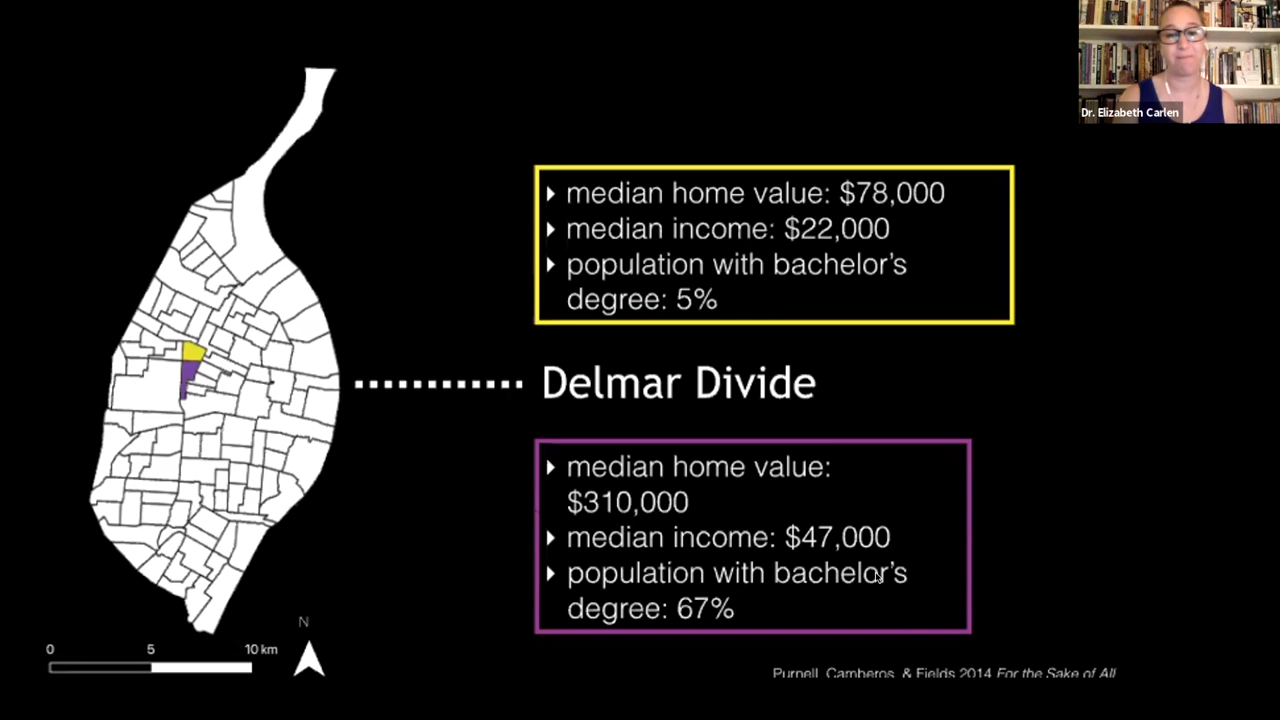 Dr. Elizabeth Carlen
median home value: $78,000
median income: $22,000
population with bachelor's
degree: 5%
Delmar Divide
median home value:
$310,000
median income: $47,000
population with bachelor's
degree: 67%
N
0 5 10 km
Purnell, Camberos, & Fields 2014 For the Sake of All